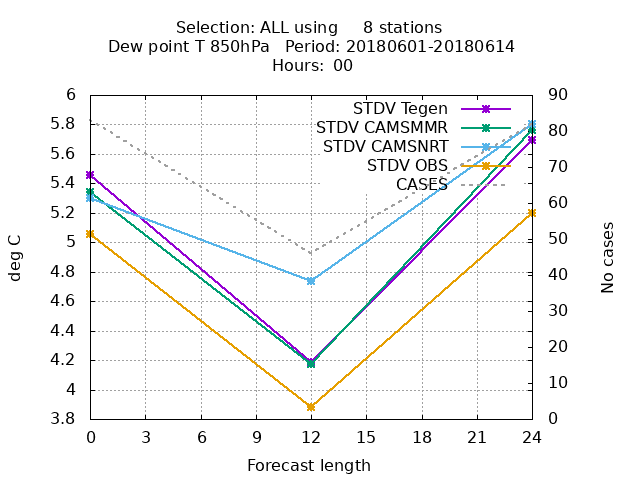 Selection: ALL using     8 stations
Dew point T 850hPa   Period: 20180601-20180614
Hours:  00
STDV Tegen
STDV CAMSMMR
STDV CAMSNRT
STDV OBS
CASES
6
5.8
5.6
5.4
5.2
5
4.8
4.6
4.4
4.2
4
3.8
deg C
90
80
70
60
50
40
30
20
10
0
No cases
0 3 6 9 12 15 18 21 24
Forecast length